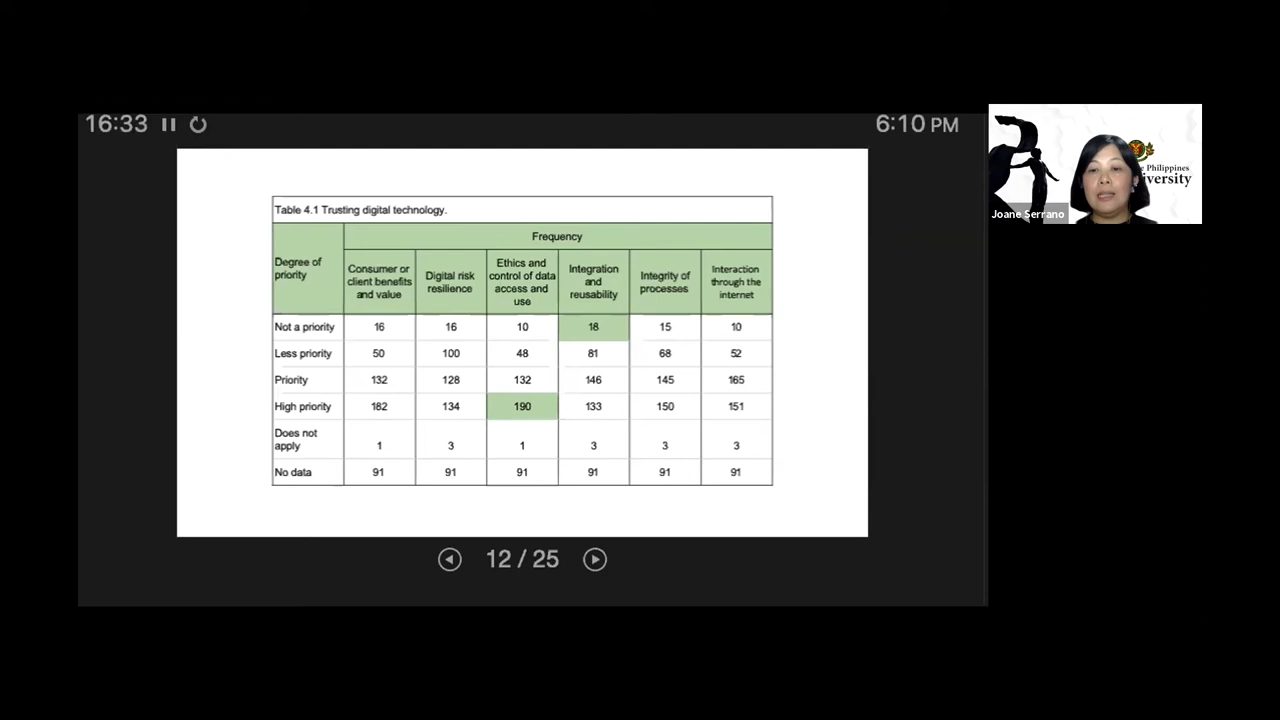 16:33
6:10 PM
Table 4.1 Trusting digital technology.
Degree of
priority
Frequency
Consumer or
client benefits
and value
Digital risk
resilience
Ethics and
control of data
access and
use
Integration
and
reusability
Integrity of
processes
Interaction
through the
internet
Not a priority 16 16 10 18 15 10
Less priority 50 100 48 81 68 52
Priority 132 128 132 146 145 165
High priority 182 134 190 133 150 151
Does not
apply 1 3 1 3 3 3
No data 91 91 91 91 91 91
12 / 25
Philippines
iversity
Joane Serrano